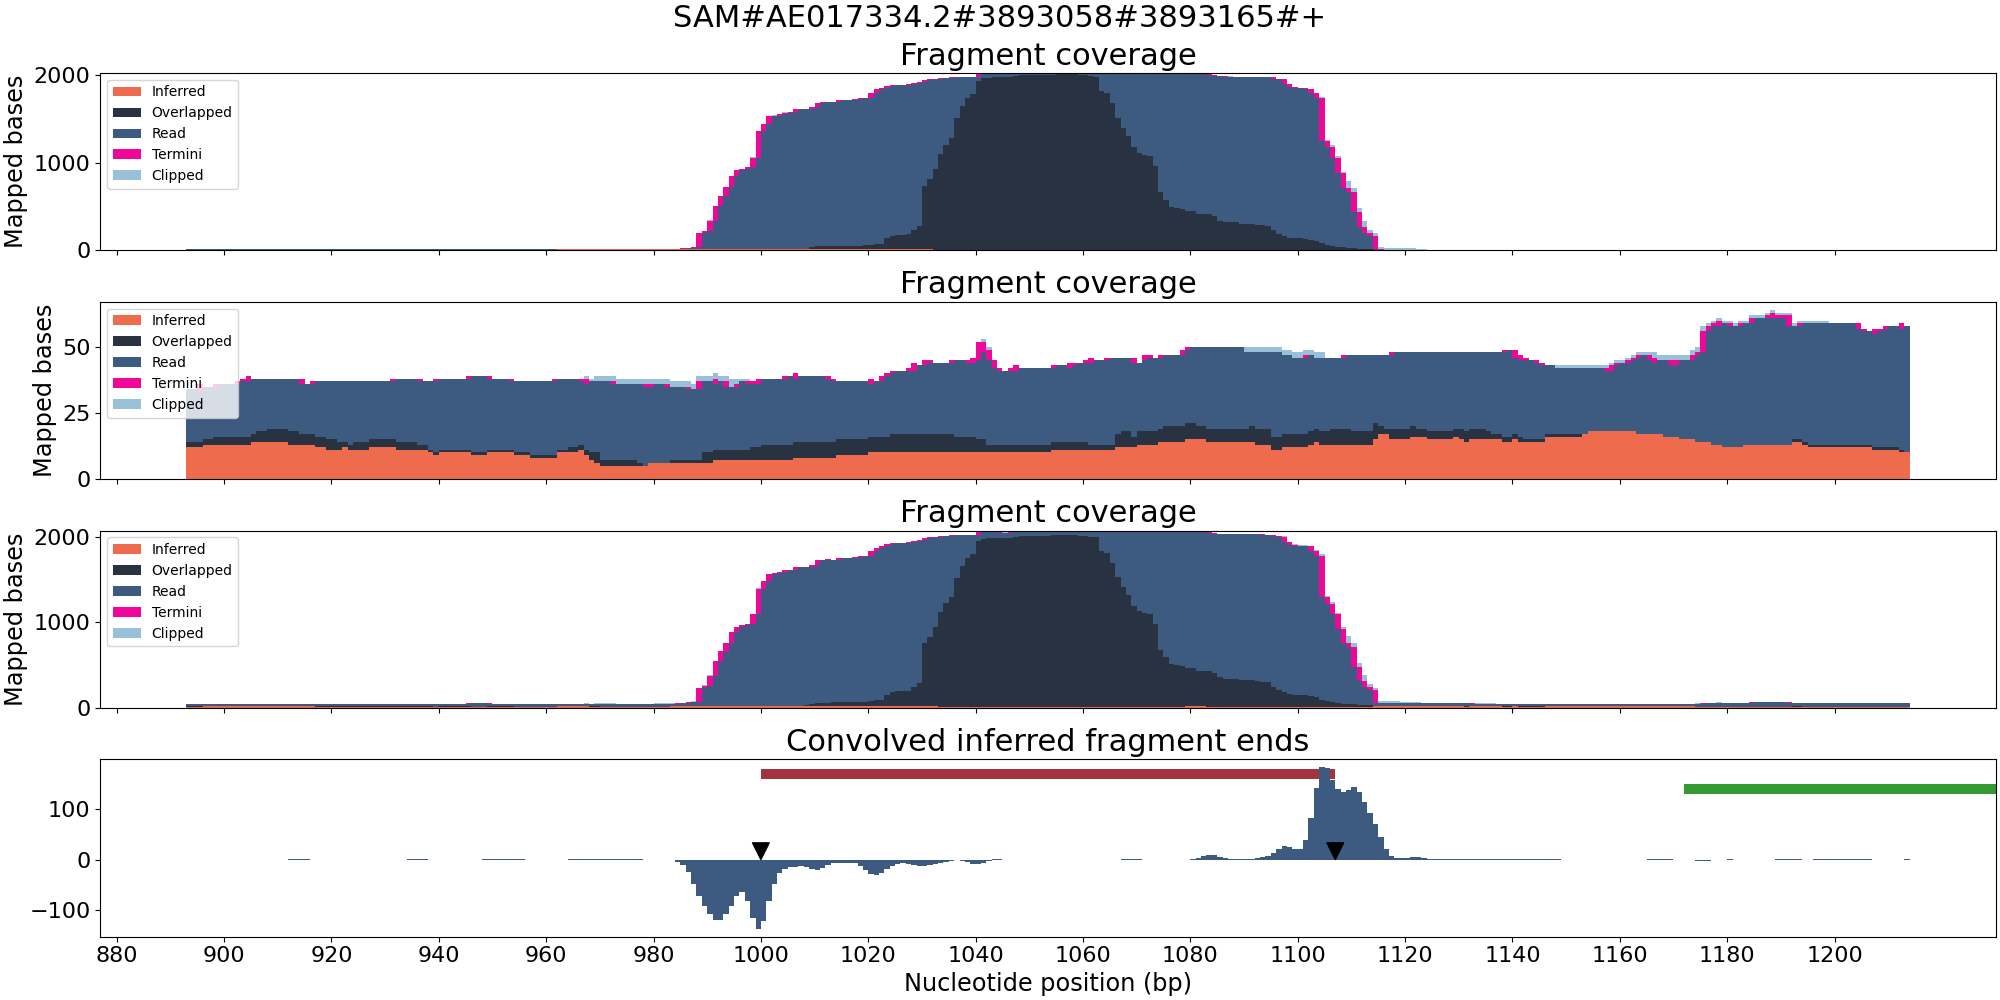 SAM#AE017334.2#3893058#3893165#+
Fragment coverage
Mapped bases
2000
1000
0
Inferred
Overlapped
Read
Termini
Clipped
Fragment coverage
Mapped bases
50
25
0
Inferred
Overlapped
Read
Termini
Clipped
Fragment coverage
Mapped bases
2000
1000
0
Inferred
Overlapped
Read
Termini
Clipped
Convolved inferred fragment ends
100
0
−100
880 900 920 940 960 980 1000 1020 1040 1060 1080 1100 1120 1140 1160 1180 1200
Nucleotide position (bp)